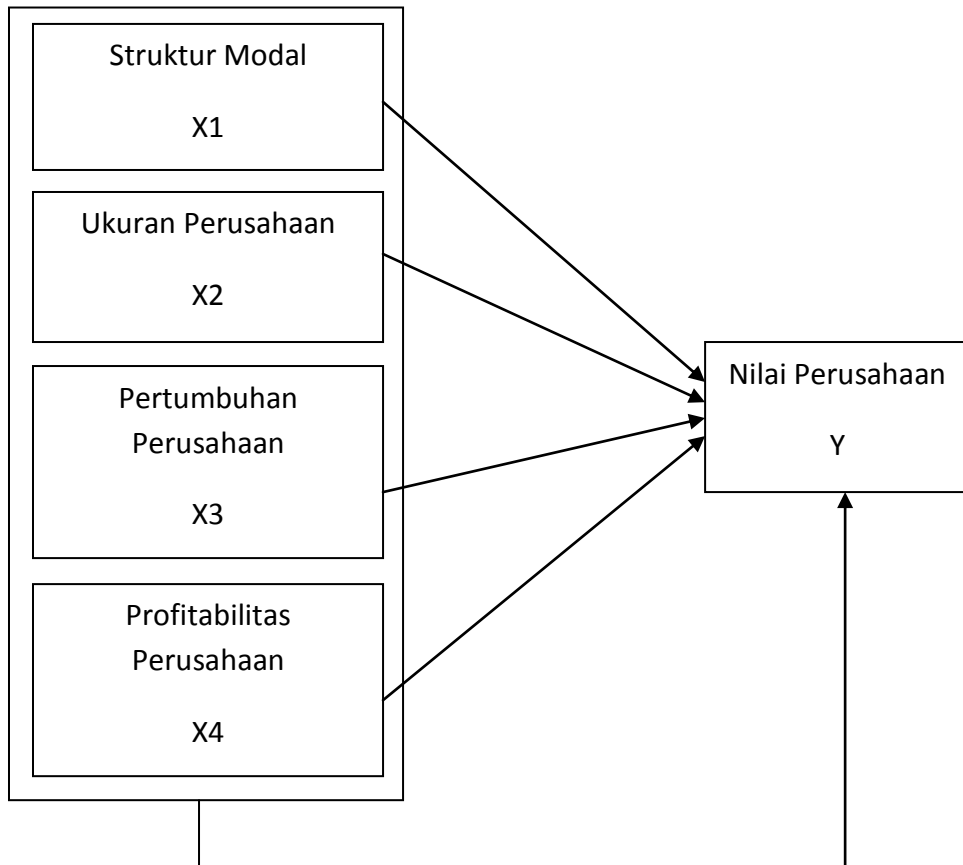 Struktur Modal
X1
Ukuran Perusahaan
X2
Pertumbuhan
Perusahaan
X3
Profitabilitas
Perusahaan
X4
Nilai Perusahaan
Y